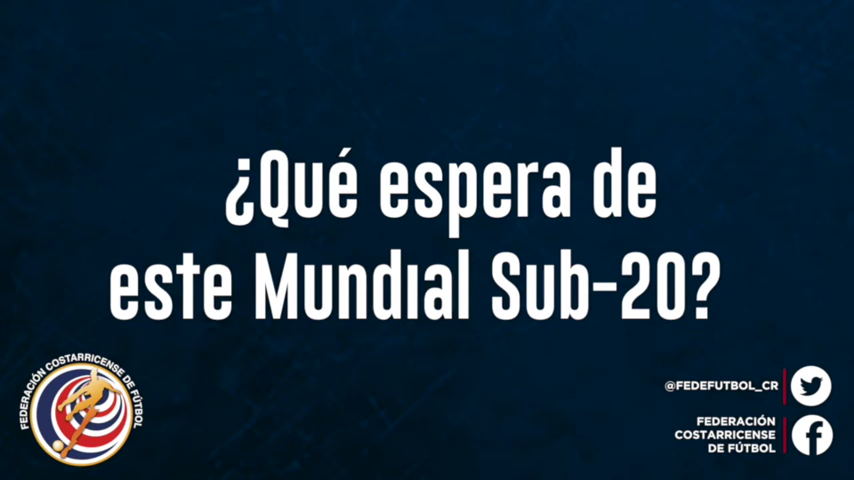 ¿Qué espera de
este Mundial Sub-20?
FEDERACIÓN COSTARRICENSE DE FÚTBOL
@FEDEFUTBOL_CR
FEDERACIÓN
COSTARRICENSE
DE FÚTBOL